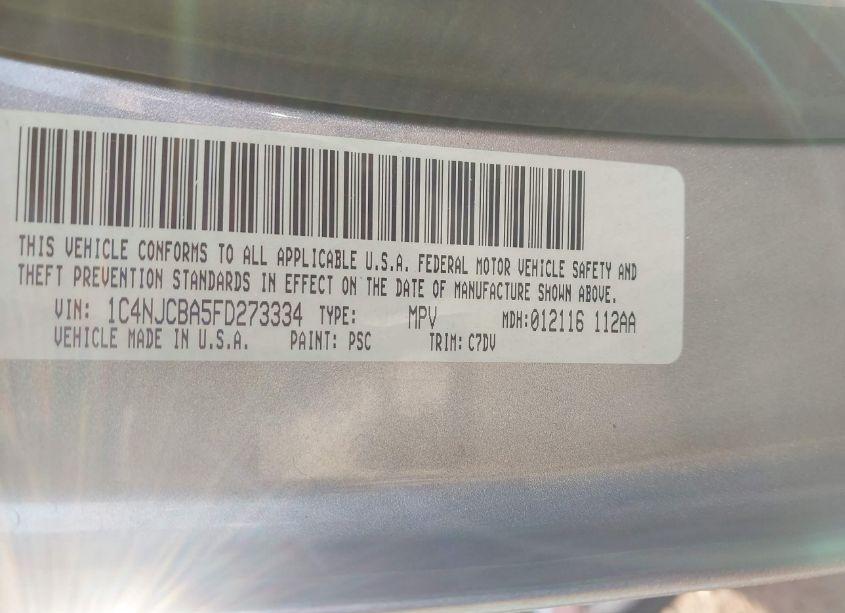 THIS VEHICLE CONFORMS TO ALL APPLICABLE U.S.A. FEDERAL MOTOR VEHICLE SAFETY AND
THEFT PREVENTION STANDARDS IN EFFECT ON THE DATE OF MANUFACTURE SHOWN ABOVE.
VIN: 1C4NJCBA5FD273334 TYPE: MPV MDH:012116 112AA
VEHICLE MADE IN U.S.A. PAINT: PSC TRIM: C7DV